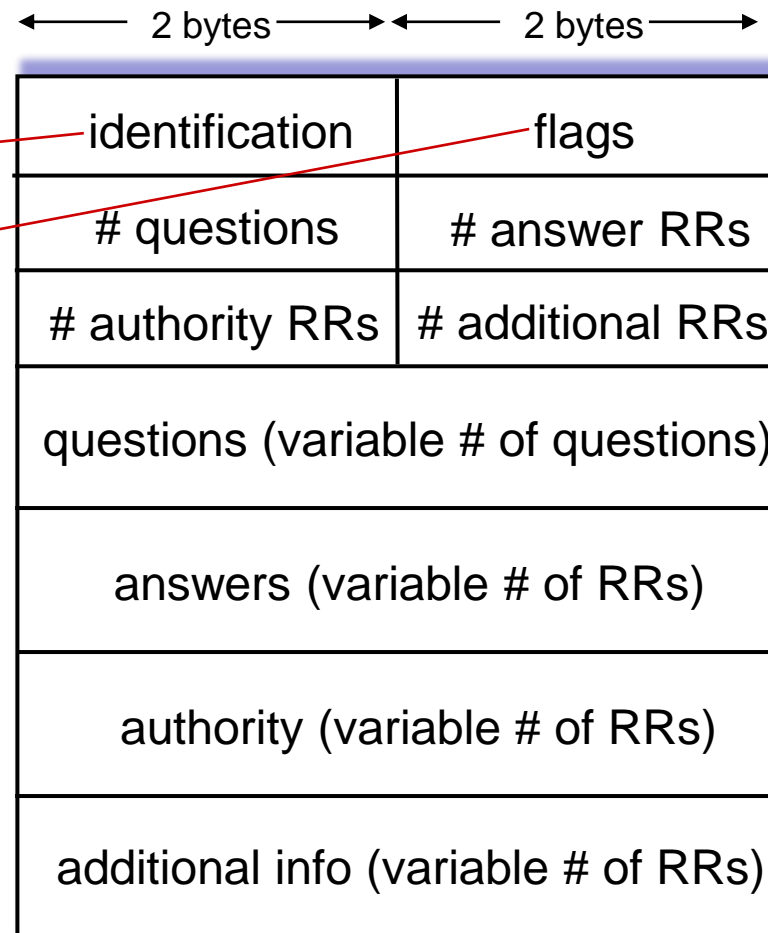 2 bytes 2 bytes
identification flags
# questions # answer RRs
# authority RRs # additional RRs
questions (variable # of questions)
answers (variable # of RRs)
authority (variable # of RRs)
additional info (variable # of RRs)